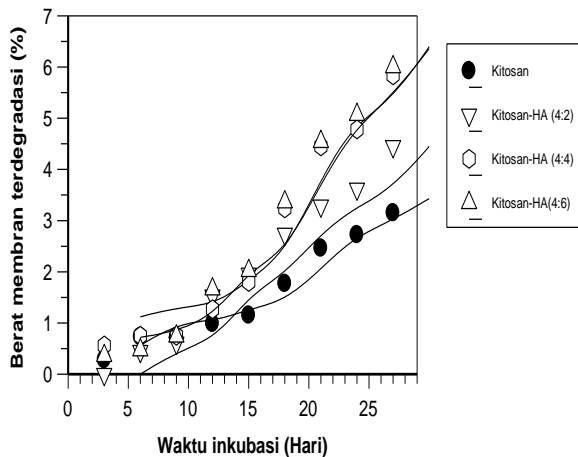 Berat membran terdegradasi (%)
7
6
5
4
3
2
1
0
0 5 10 15 20 25
Waktu inkubasi (Hari)
Kitosan
Kitosan-HA (4:2)
Kitosan-HA (4:4)
Kitosan-HA(4:6)